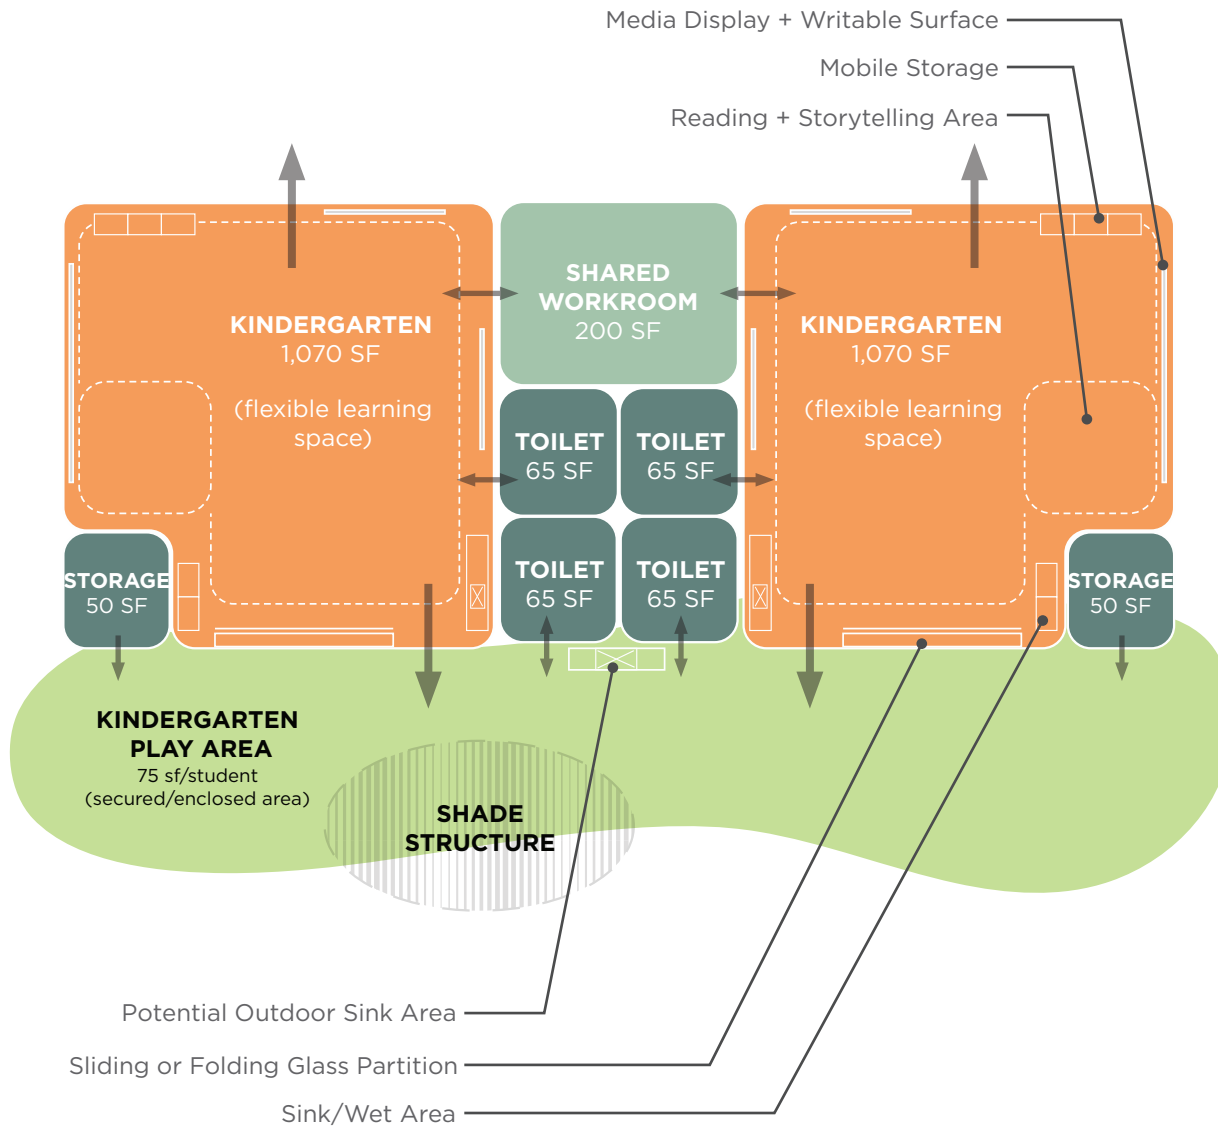 Media Display + Writable Surface
Mobile Storage
Reading + Storytelling Area
KINDERGARTEN
1,070 SF
(flexible learning
space)
SHARED
WORKROOM
200 SF
KINDERGARTEN
1,070 SF
(flexible learning
space)
TOILET
65 SF
TOILET
65 SF
TOILET
65 SF
TOILET
65 SF
STORAGE
50 SF
STORAGE
50 SF
KINDERGARTEN
PLAY AREA
75 sf/student
(secured/enclosed area)
SHADE
STRUCTURE
Potential Outdoor Sink Area
Sliding or Folding Glass Partition
Sink/Wet Area